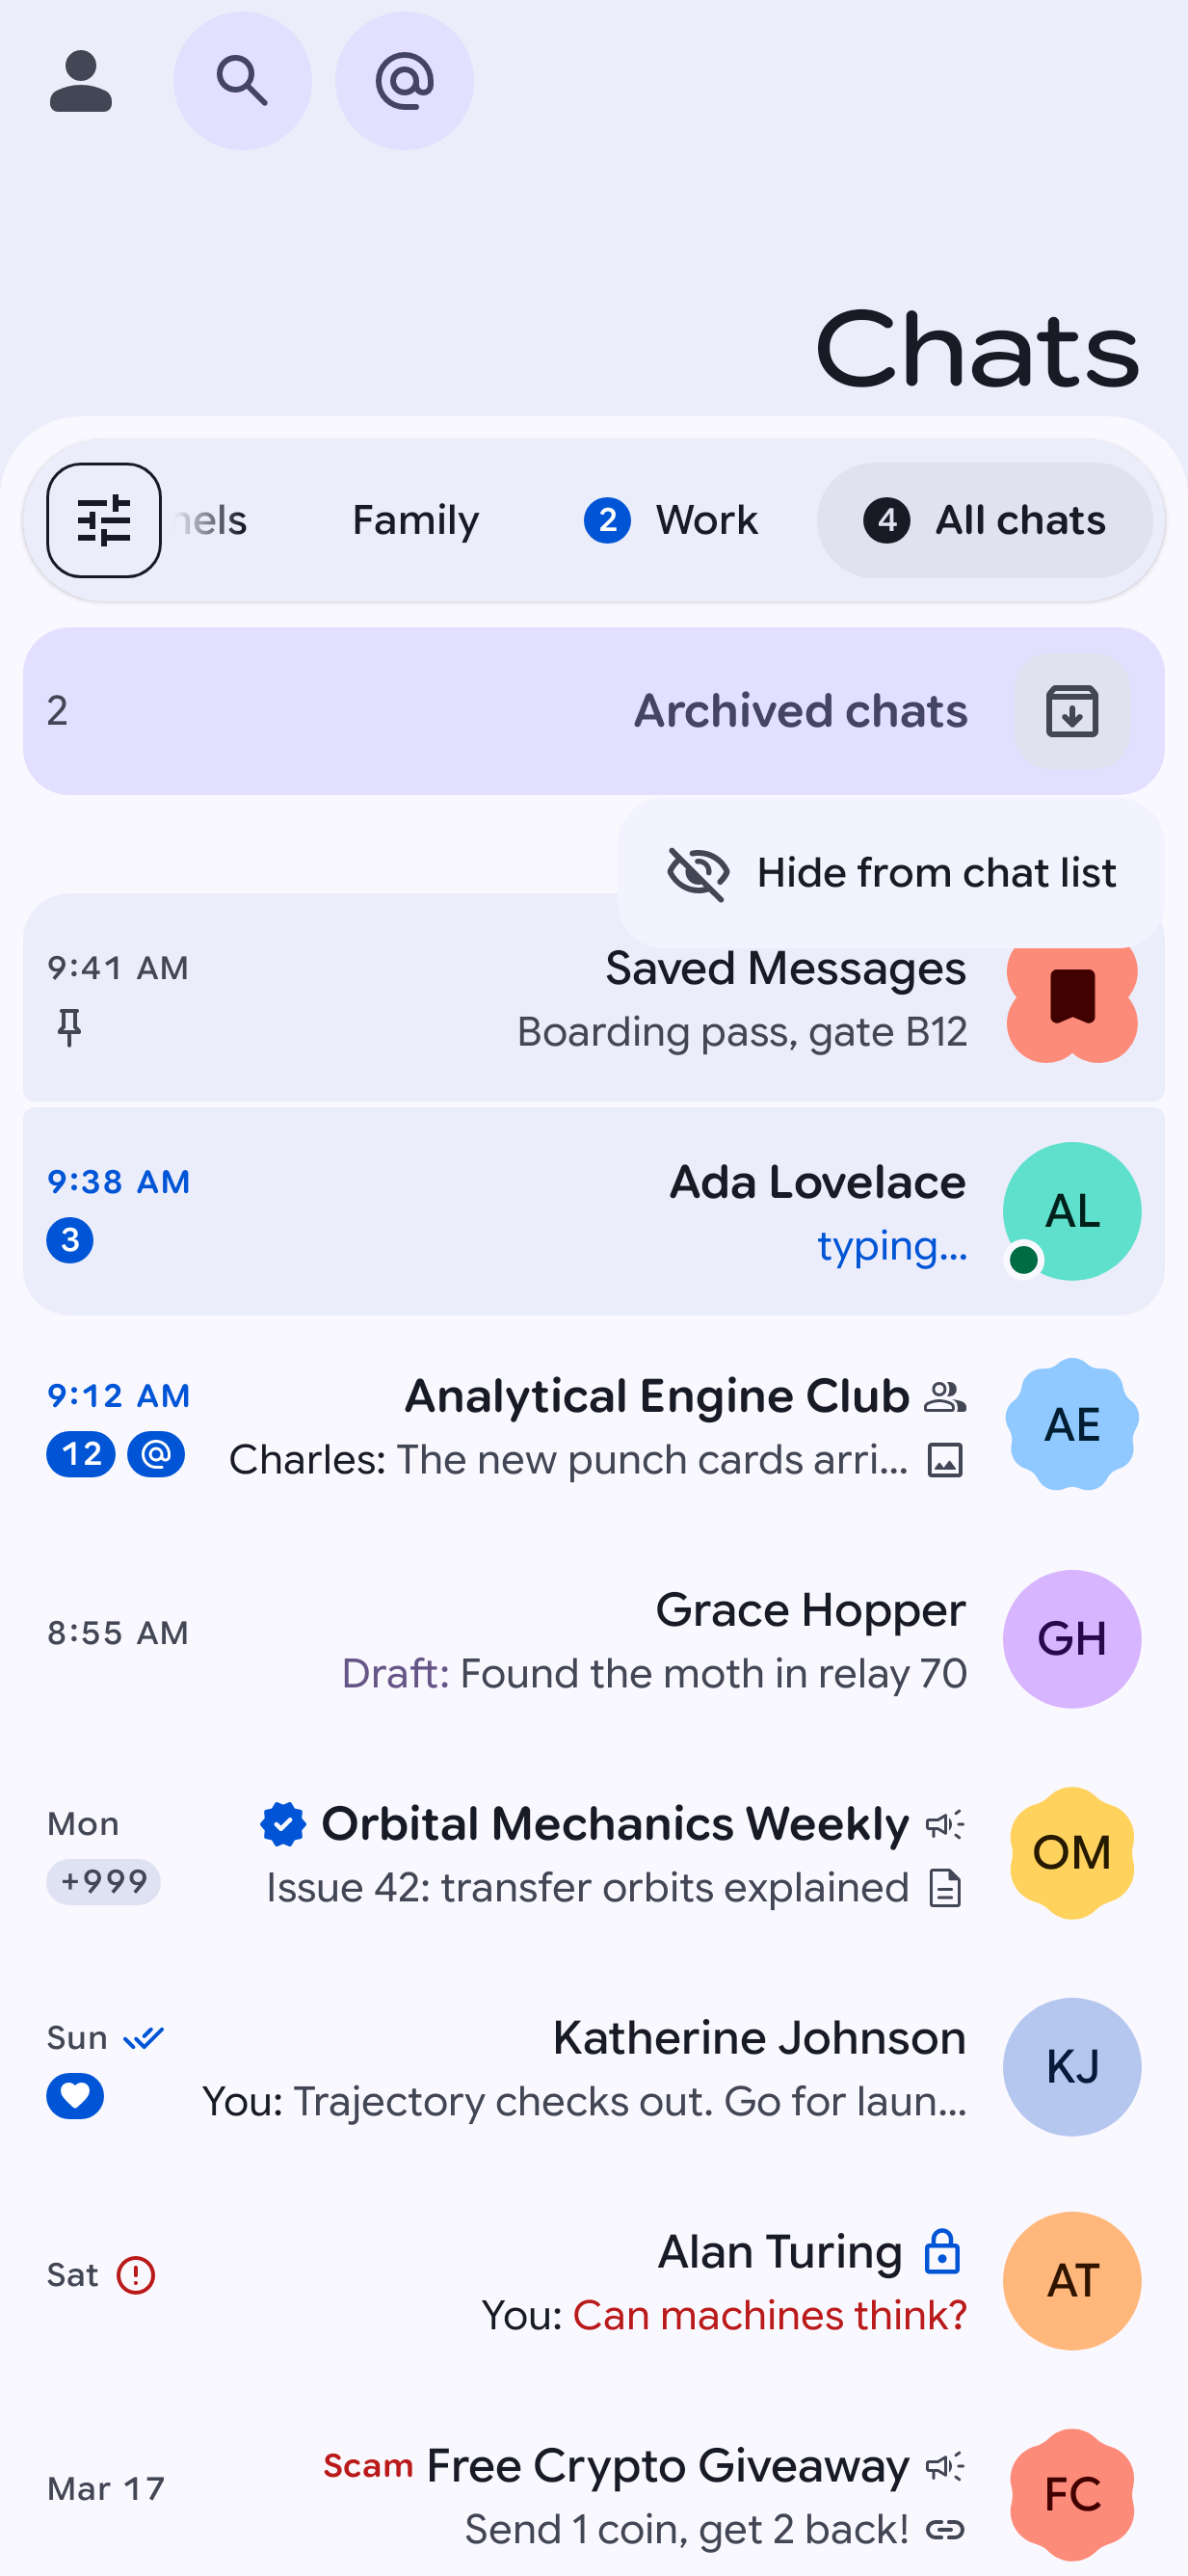 Chats
All chats
4
Work
2
Family
nels
Archived chats
2
Hide from chat list
Saved Messages
9:41 AM
Boarding pass, gate B12
AL
Ada Lovelace
9:38 AM
typing...
3
AE
Analytical Engine Club
9:12 AM
Charles: The new punch cards arri...
12 @
GH
Grace Hopper
8:55 AM
Draft: Found the moth in relay 70
OM
Orbital Mechanics Weekly
Mon
Issue 42: transfer orbits explained
+999
KJ
Katherine Johnson
Sun
You: Trajectory checks out. Go for laun...
AT
Alan Turing
Sat
You: Can machines think?
FC
Free Crypto Giveaway
Scam
Mar 17
Send 1 coin, get 2 back!